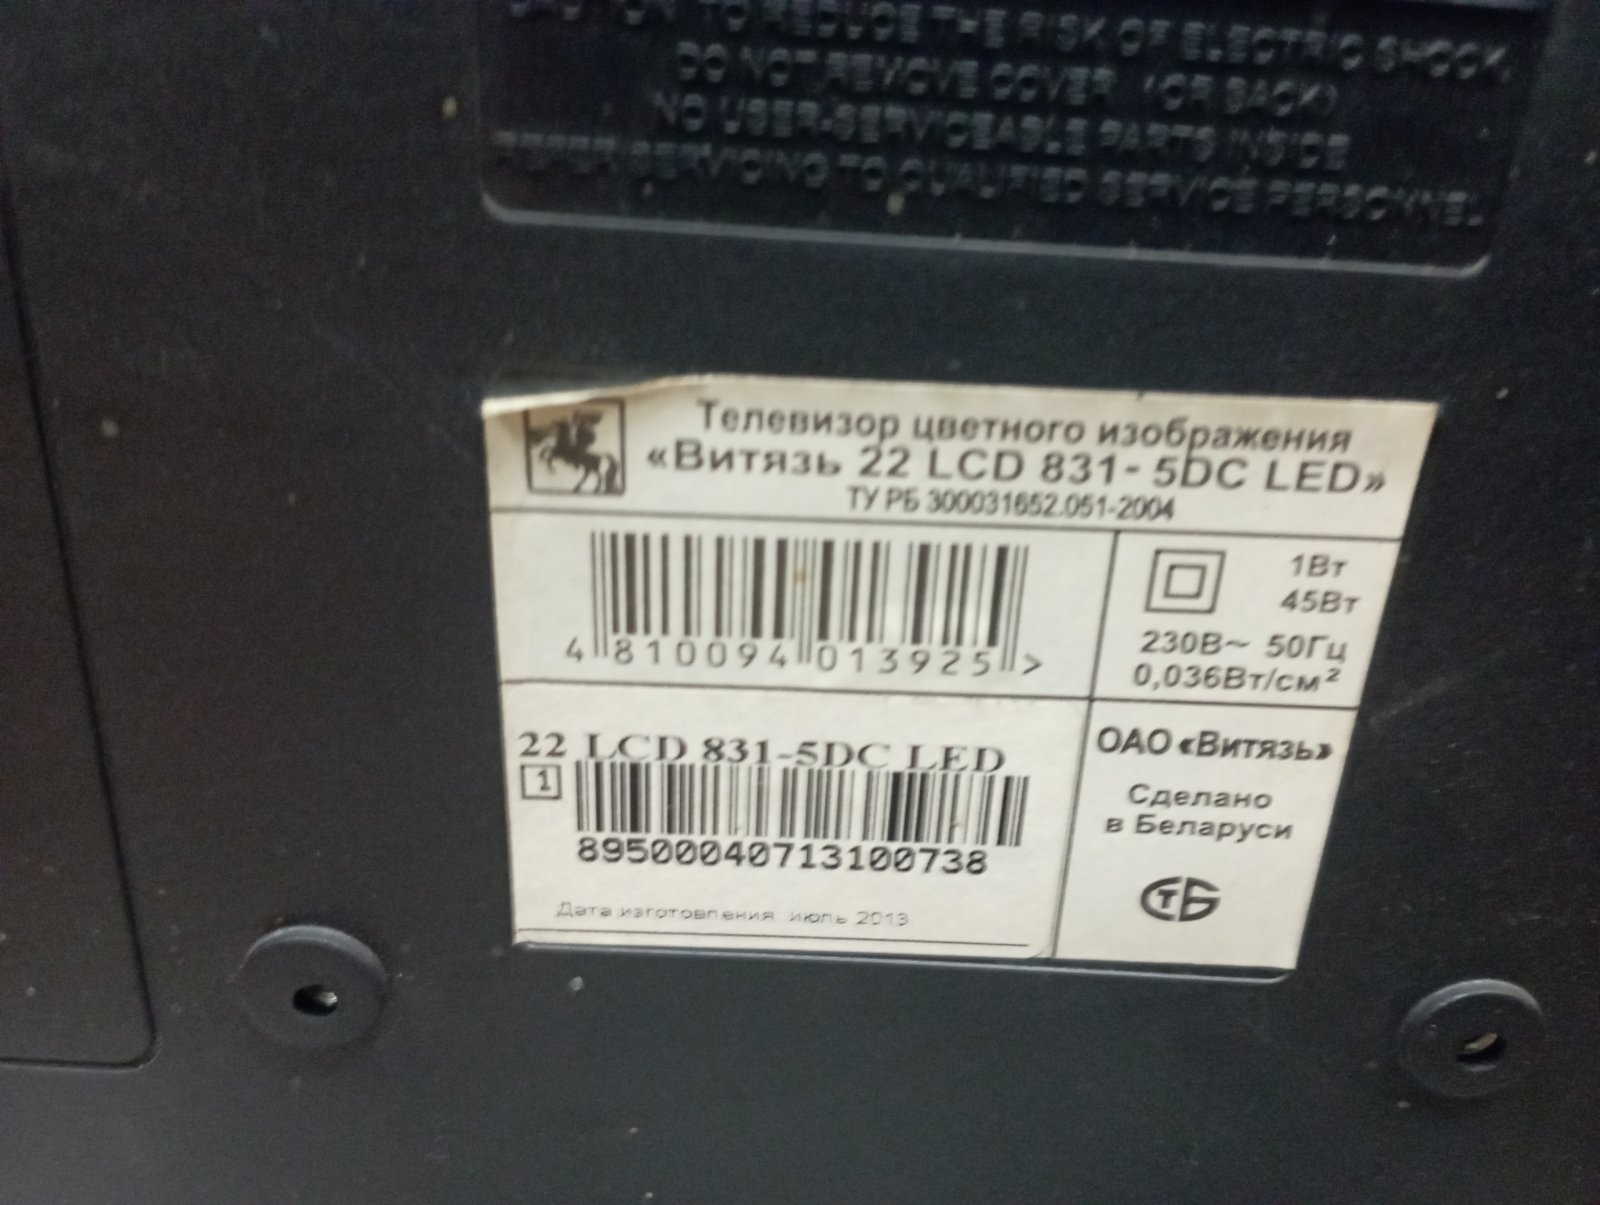 CAUTION TO REDUCE THE RISK OF ELECTRIC SHOCK,
DO NOT REMOVE COVER (OR BACK)
NO USER-SERVICEABLE PARTS INSIDE
REFER SERVICING TO QUALIFIED SERVICE PERSONNEL
Телевизор цветного изображения
«Витязь 22 LCD 831- 5DC LED»
ТУ РБ 300031652.051-2004
4 810094 013925 >
1Вт
45Вт
230В~ 50Гц
0,036Вт/см²
22 LCD 831-5DC LED
1
89500040713100738
Дата изготовления июль 2013
ОАО «Витязь»
Сделано
в Беларуси
СТБ